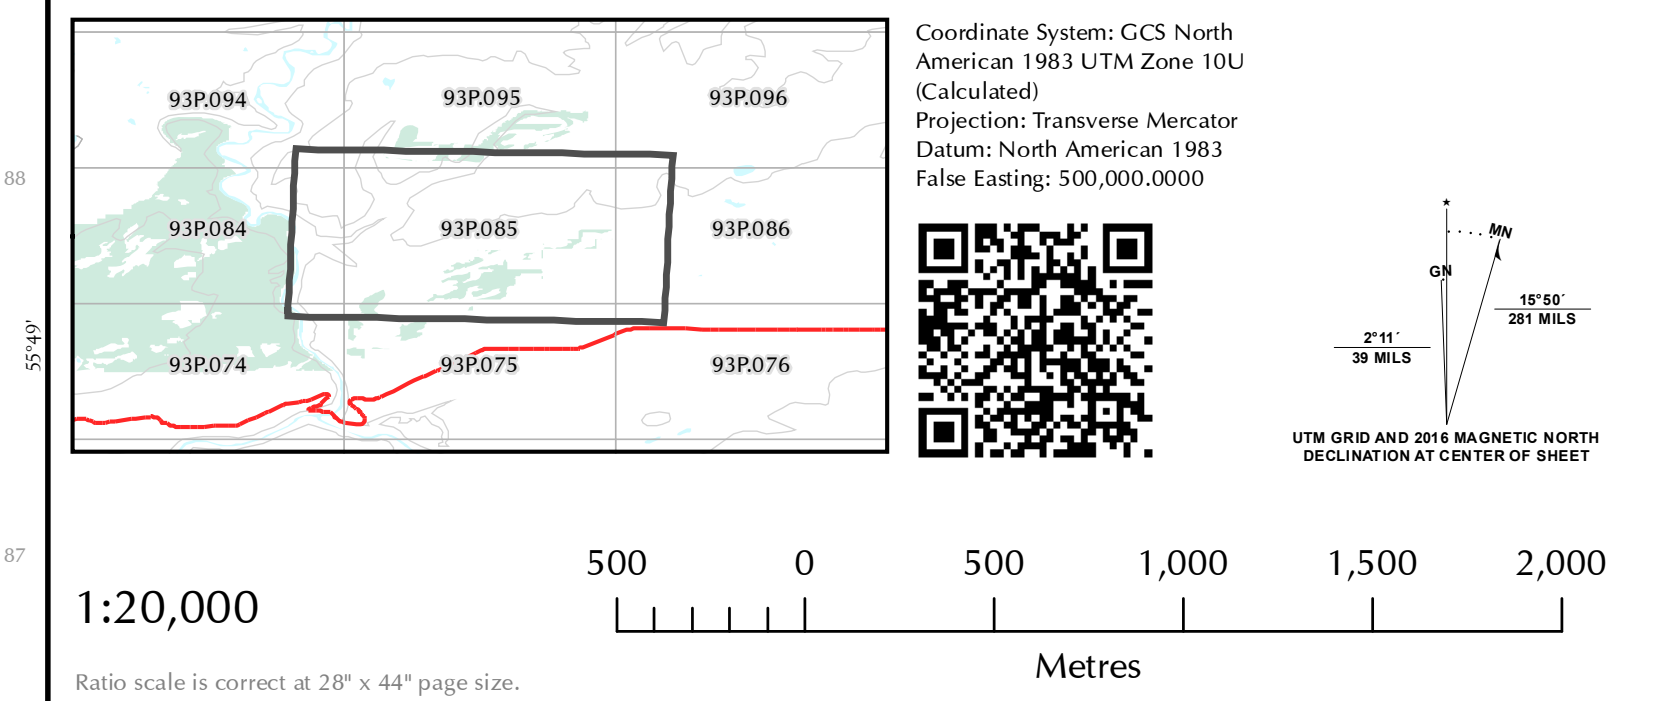 93P.094
93P.095
93P.096
93P.084
93P.085
93P.086
93P.074
93P.075
93P.076
88
55°49'
87
Coordinate System: GCS North
American 1983 UTM Zone 10U
(Calculated)
Projection: Transverse Mercator
Datum: North American 1983
False Easting: 500,000.0000
MN
GN
15°50´
281 MILS
2°11´
39 MILS
UTM GRID AND 2016 MAGNETIC NORTH
DECLINATION AT CENTER OF SHEET
1:20,000
500 0 500 1,000 1,500 2,000
Metres
Ratio scale is correct at 28" x 44" page size.